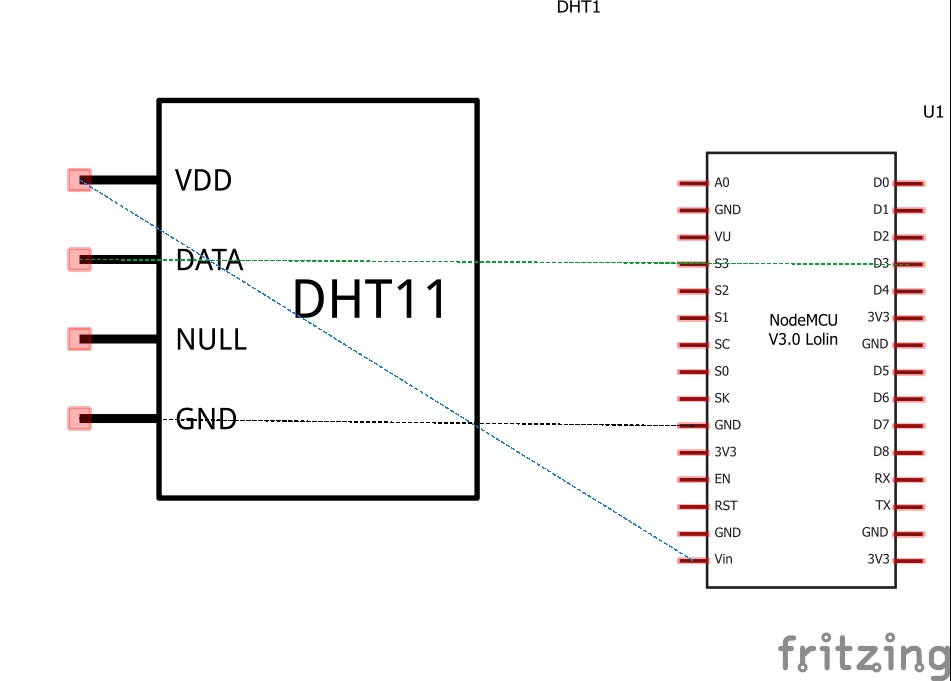 DHT1
U1
VDD
DATA
NULL
GND
DHT11
A0
GND
VU
S3
S2
S1
SC
S0
SK
GND
3V3
EN
RST
GND
Vin
NodeMCU
V3.0 Lolin
D0
D1
D2
D3
D4
3V3
GND
D5
D6
D7
D8
RX
TX
GND
3V3
fritzing